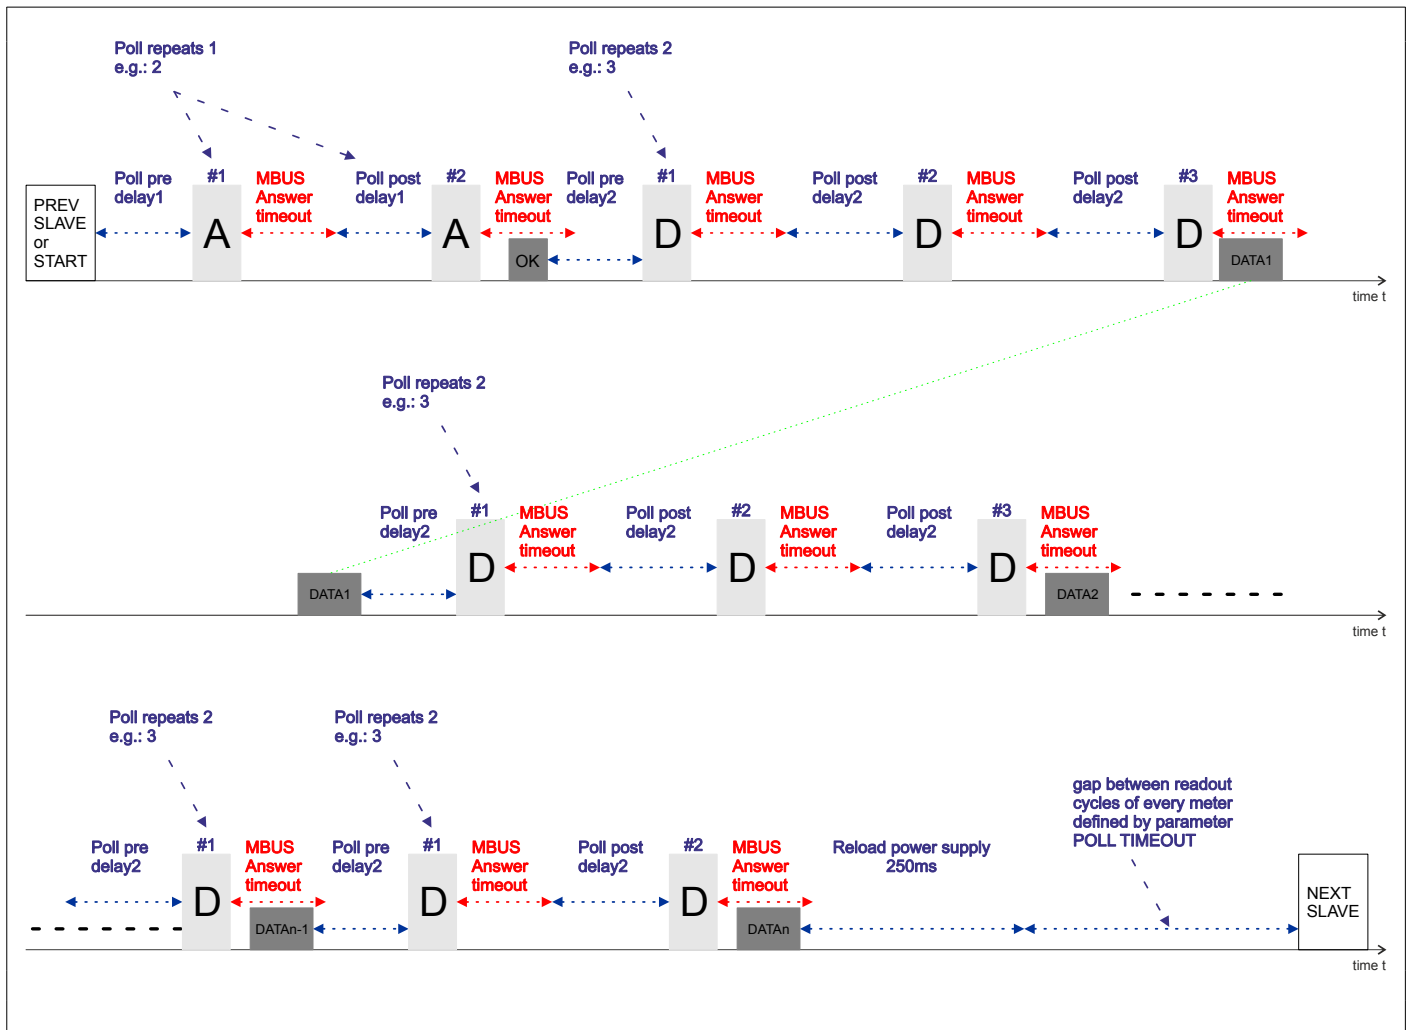 Poll repeats 1
e.g.: 2
Poll repeats 2
e.g.: 3
PREV
SLAVE
or
START
Poll pre
delay1
#1
A
MBUS
Answer
timeout
Poll post
delay1
#2
A
MBUS
Answer
timeout
OK
Poll pre
delay2
#1
D
MBUS
Answer
timeout
Poll post
delay2
#2
D
MBUS
Answer
timeout
Poll post
delay2
#3
D
MBUS
Answer
timeout
DATA1
time t
Poll repeats 2
e.g.: 3
DATA1
Poll pre
delay2
#1
D
MBUS
Answer
timeout
Poll post
delay2
#2
D
MBUS
Answer
timeout
Poll post
delay2
#3
D
MBUS
Answer
timeout
DATA2
time t
Poll repeats 2
e.g.: 3
Poll repeats 2
e.g.: 3
Poll pre
delay2
#1
D
MBUS
Answer
timeout
DATAn-1
Poll pre
delay2
#1
D
MBUS
Answer
timeout
Poll post
delay2
#2
D
MBUS
Answer
timeout
DATAn
Reload power supply
250ms
gap between readout
cycles of every meter
defined by parameter
POLL TIMEOUT
NEXT
SLAVE
time t